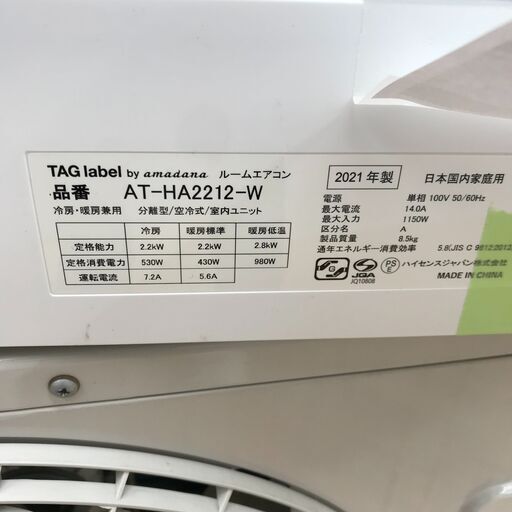 TAG label by amadana ルームエアコン
品番 AT-HA2212-W
冷房・暖房兼用 分離型/空冷式/室内ユニット
冷房 暖房標準 暖房低温
定格能力 2.2kW 2.2kW 2.8kW
定格消費電力 530W 430W 980W
運転電流 7.2A 5.6A
2021年製 日本国内家庭用
電源 単相 100V 50/60Hz
最大電流 14.0A
最大入力 1150W
区分名 A
製品質量 8.5kg
通年エネルギー消費効率 5.8(JIS C 9612:2013)
JQA
JQ10808
PS
E
ハイセンスジャパン株式会社
MADE IN CHINA